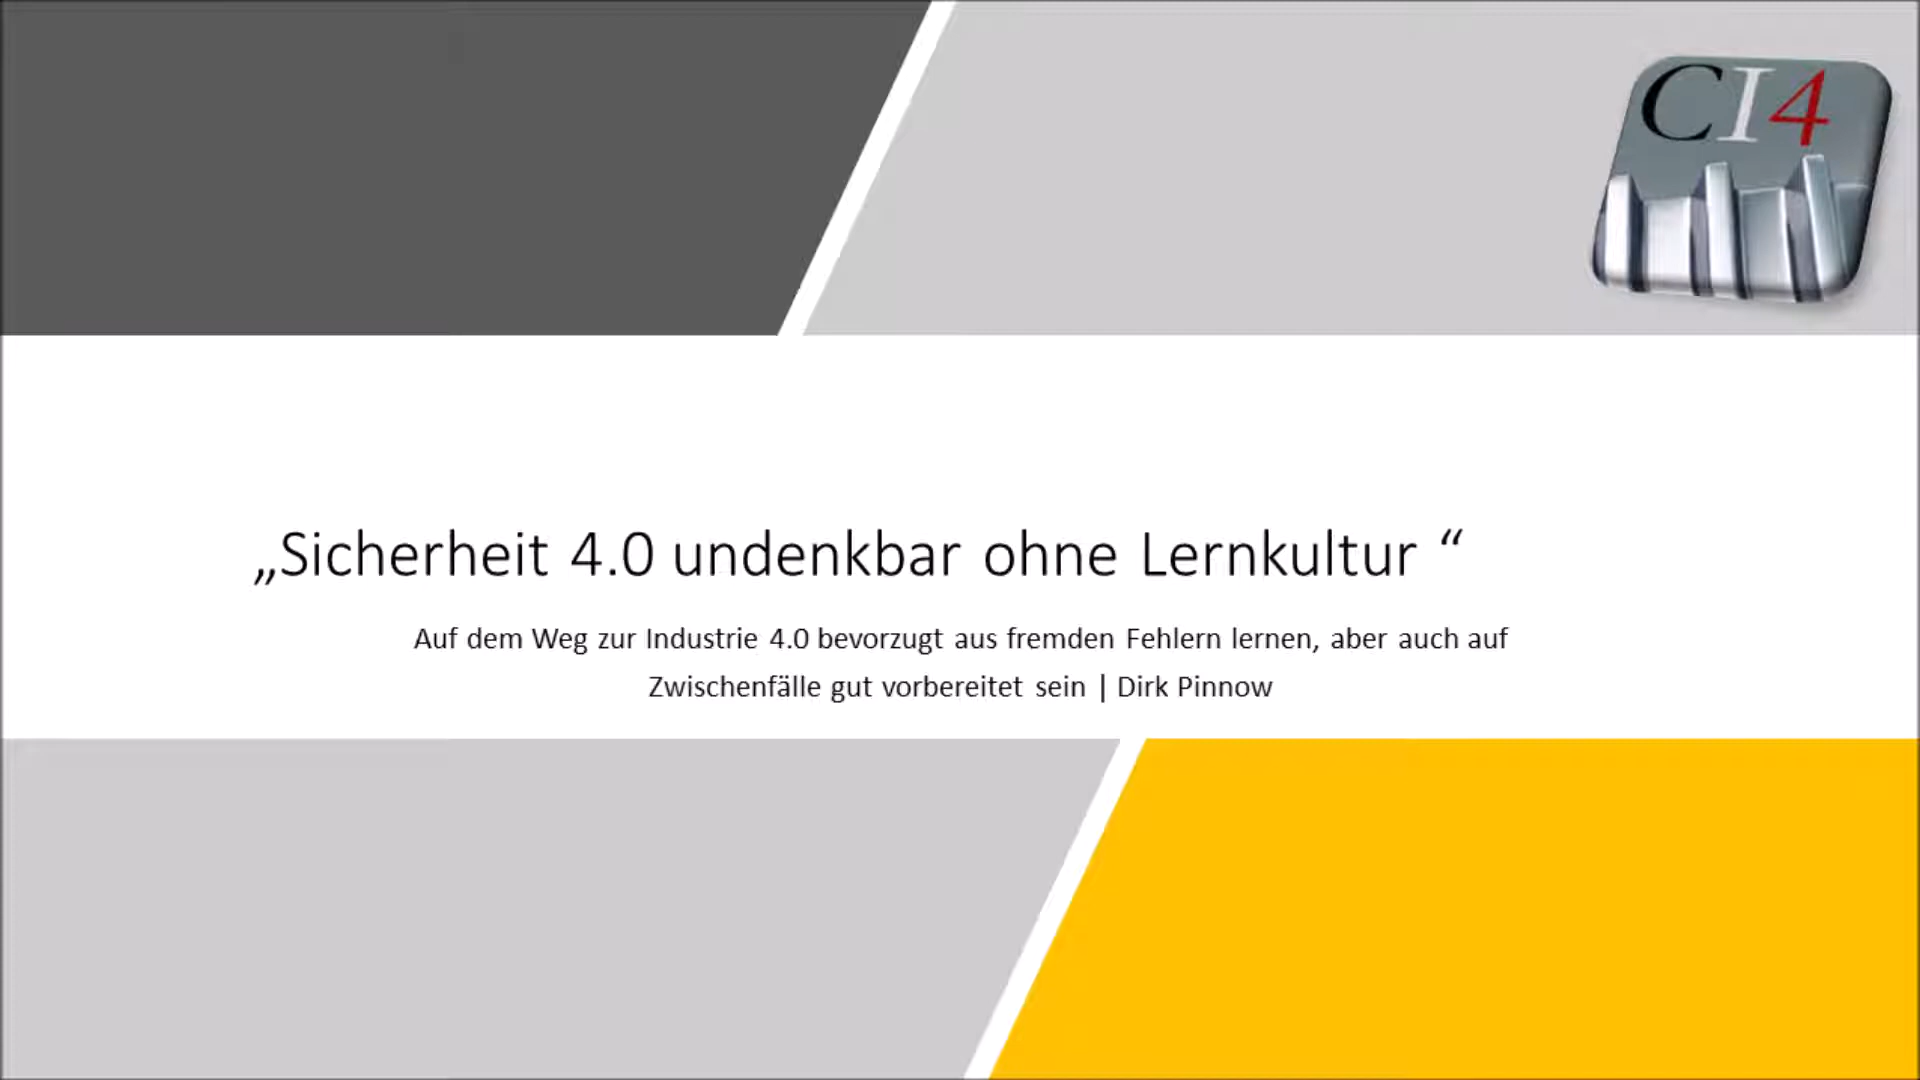 CI4
„Sicherheit 4.0 undenkbar ohne Lernkultur “
Auf dem Weg zur Industrie 4.0 bevorzugt aus fremden Fehlern lernen, aber auch auf
Zwischenfälle gut vorbereitet sein | Dirk Pinnow